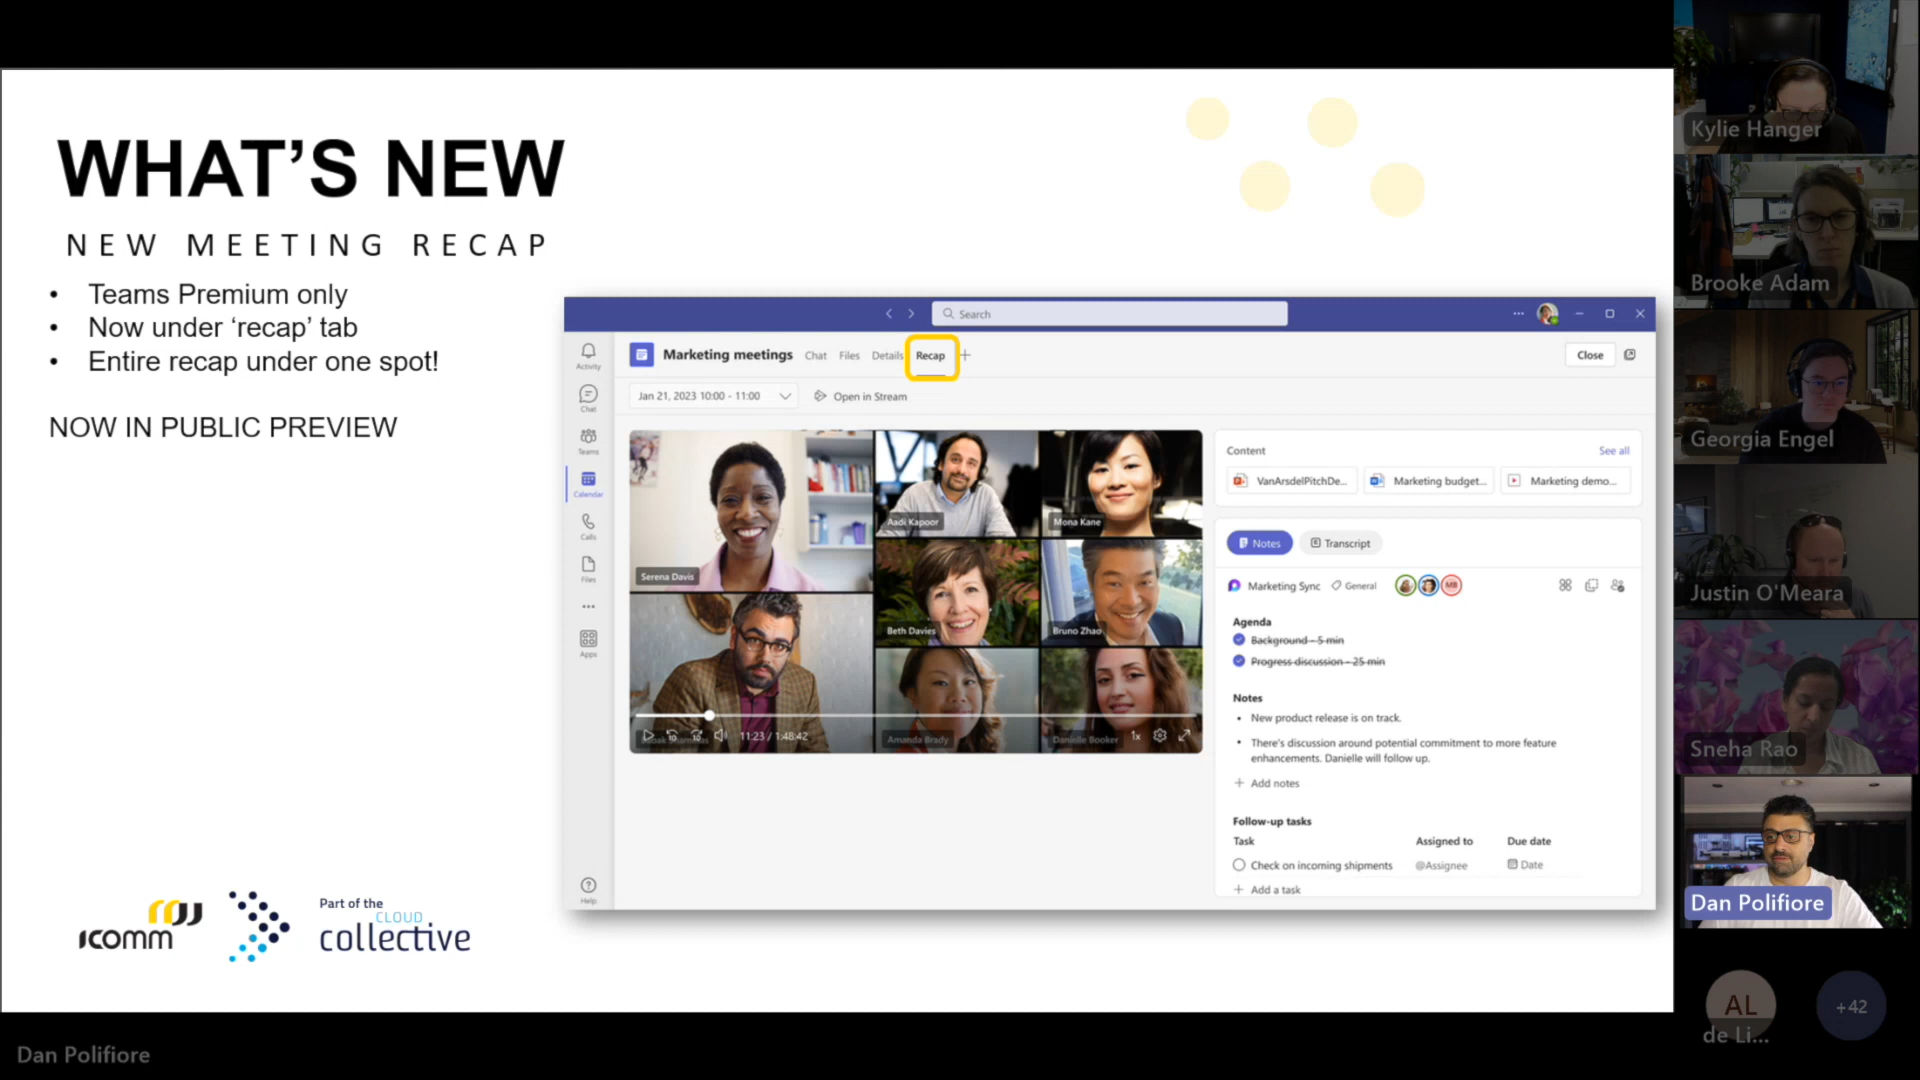 WHAT’S NEW
NEW MEETING RECAP
• Teams Premium only
• Now under ‘recap’ tab
• Entire recap under one spot!
NOW IN PUBLIC PREVIEW
ICOMM
Part of the
CLOUD
collective
Search
Activity
Chat
Teams
Calendar
Calls
Files
Apps
Help
Marketing meetings Chat Files Details Recap
Close
Jan 21, 2023 10:00 - 11:00 Open in Stream
Serena Davis
Aadi Kapoor
Mona Kane
Beth Davies
Bruno Zhao
Amanda Brady
Danielle Booker
10 10 11:23 / 1:48:42 1x
Content See all
VanArsdelPitchDe... Marketing budget... Marketing demo...
Notes Transcript
Marketing Sync General MB
Agenda
Background - 5 min
Progress discussion - 25 min
Notes
• New product release is on track.
• There's discussion around potential commitment to more feature
enhancements. Danielle will follow up.
Add notes
Follow-up tasks
Task Assigned to Due date
Check on incoming shipments @Assignee Date
Add a task
Kylie Hanger
Brooke Adam
Georgia Engel
Justin O'Meara
Sneha Rao
Dan Polifiore
AL
de Li...
+42
Dan Polifiore